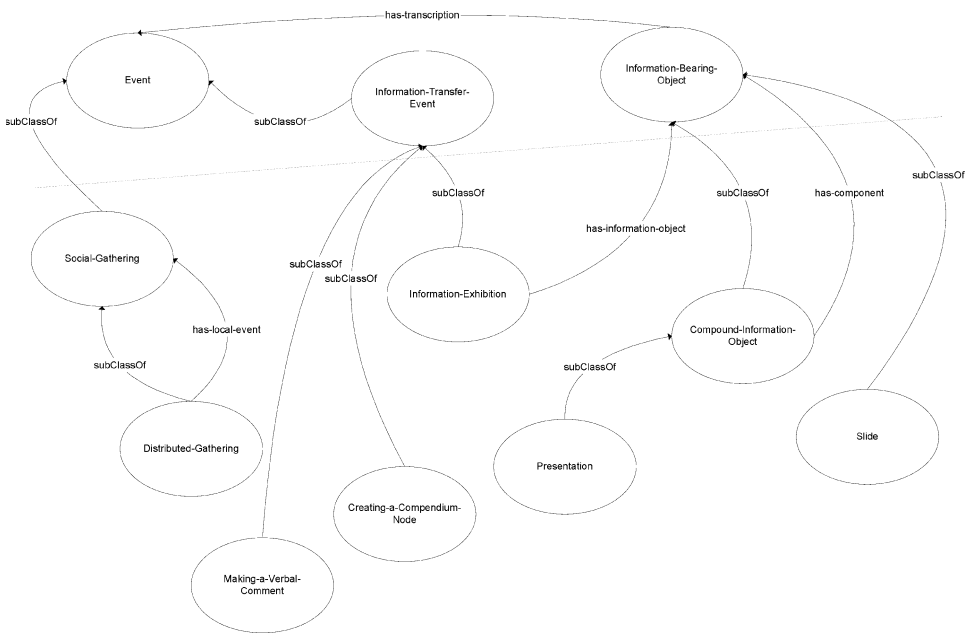 has-transcription
Event
Information-Transfer-
Event
Information-Bearing-
Object
subClassOf
subClassOf
subClassOf
subClassOf
subClassOf
has-component
has-information-object
Social-Gathering
subClassOf
subClassOf
Information-Exhibition
has-local-event
Compound-Information-
Object
subClassOf
subClassOf
Distributed-Gathering
Presentation
Slide
Creating-a-Compendium-
Node
Making-a-Verbal-
Comment